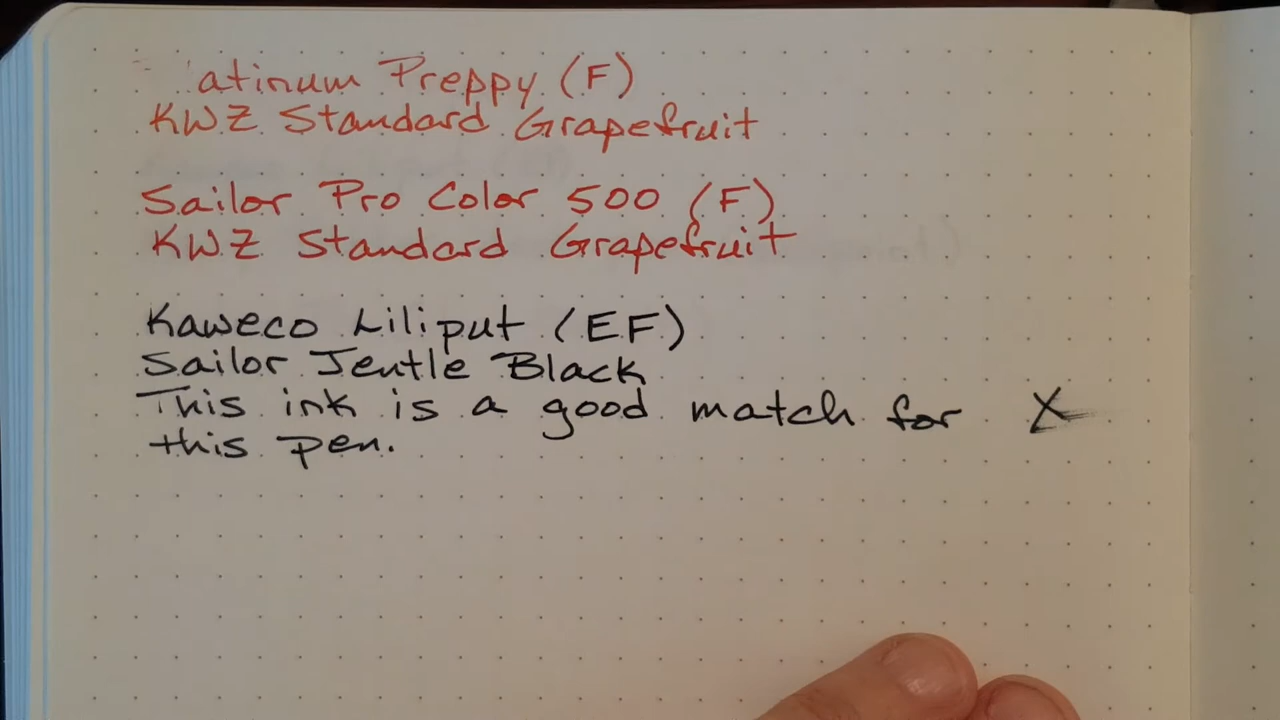 atinum Preppy (F)
KWZ Standard Grapefruit
Sailor Pro Color 500 (F)
KWZ Standard Grapefruit
Kaweco Liliput (EF)
Sailor Jentle Black
This ink is a good match for X
this pen.